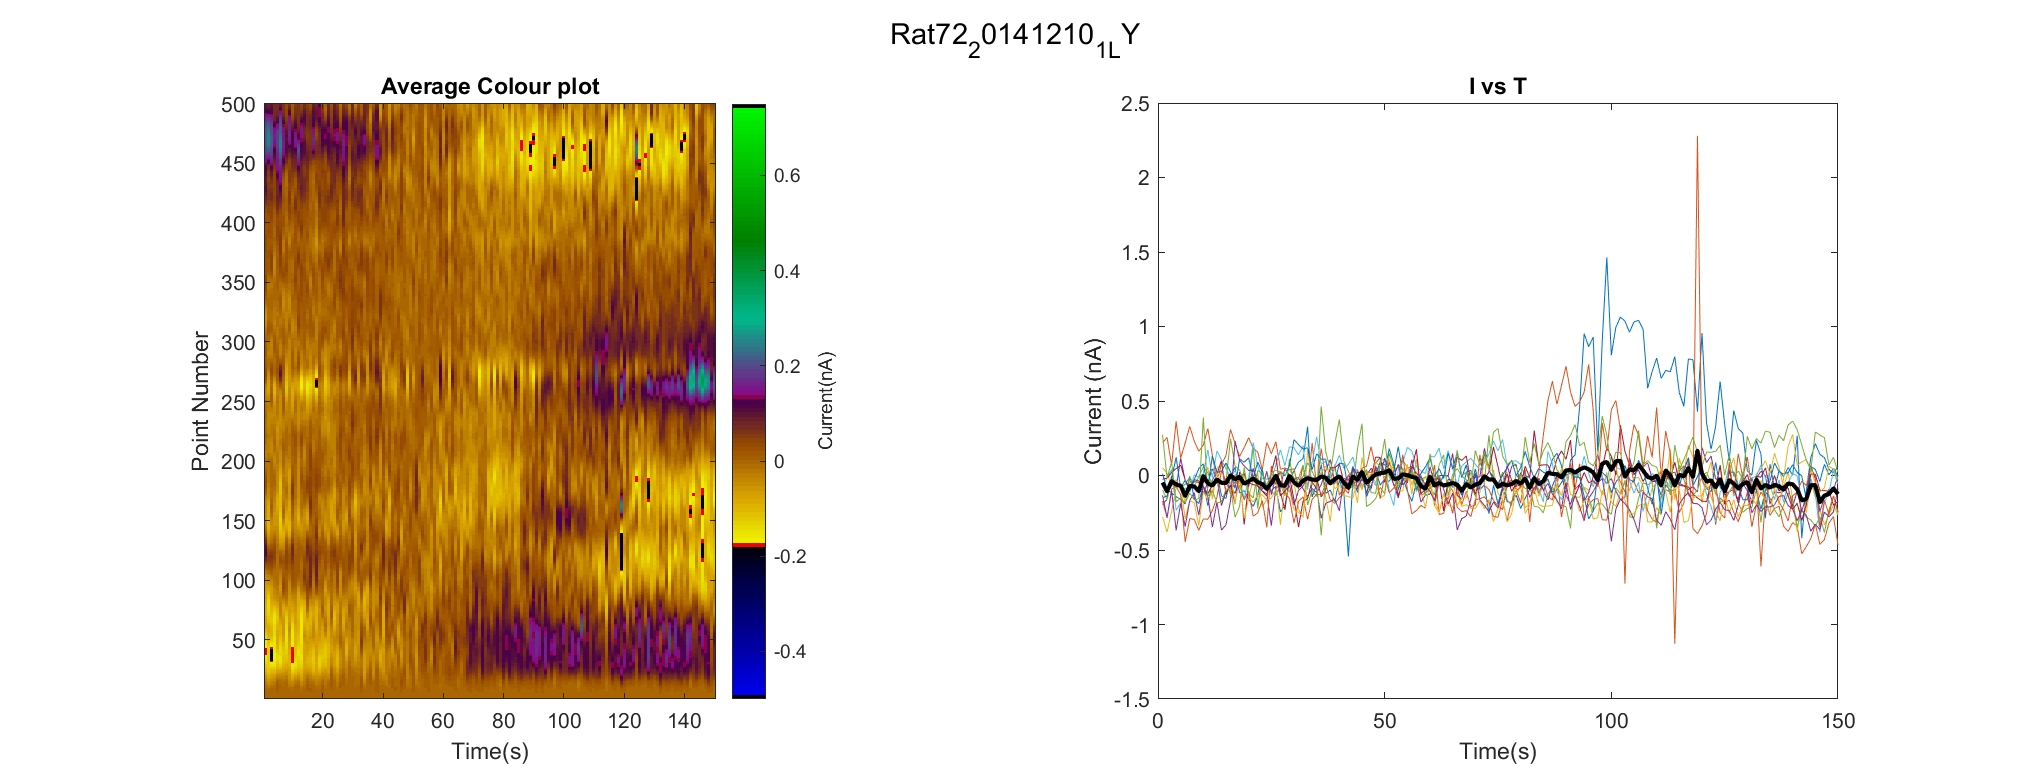 Rat72₂0141210₁LY
Average Colour plot
500
450
400
350
300
250
200
150
100
50
Point Number
20 40 60 80 100 120 140
Time(s)
0.6
0.4
0.2
0
-0.2
-0.4
Current(nA)
I vs T
2.5
2
1.5
1
0.5
0
-0.5
-1
-1.5
Current (nA)
0 50 100 150
Time(s)